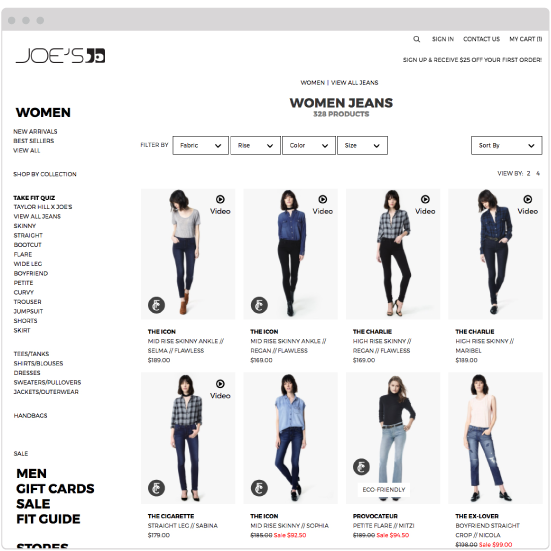 JOE'S
SIGN IN
CONTACT US
MY CART (1)
SIGN UP & RECEIVE $25 OFF YOUR FIRST ORDER!
WOMEN | VIEW ALL JEANS
WOMEN JEANS
328 PRODUCTS
FILTER BY
Fabric
Rise
Color
Size
Sort By
VIEW BY: 2 4
WOMEN
NEW ARRIVALS
BEST SELLERS
VIEW ALL
SHOP BY COLLECTION
TAKE FIT QUIZ
TAYLOR HILL X JOE'S
VIEW ALL JEANS
SKINNY
STRAIGHT
BOOTCUT
FLARE
WIDE LEG
BOYFRIEND
PETITE
CURVY
TROUSER
JUMPSUIT
SHORTS
SKIRT
TEES/TANKS
SHIRTS/BLOUSES
DRESSES
SWEATERS/PULLOVERS
JACKETS/OUTERWEAR
HANDBAGS
SALE
MEN
GIFT CARDS
SALE
FIT GUIDE
STORES
Video
THE ICON
MID RISE SKINNY ANKLE //
SELMA // FLAWLESS
$189.00
Video
THE ICON
MID RISE SKINNY ANKLE //
REGAN // FLAWLESS
$169.00
Video
THE CHARLIE
HIGH RISE SKINNY //
REGAN // FLAWLESS
$169.00
Video
THE CHARLIE
HIGH RISE SKINNY //
MARIBEL
$189.00
Video
THE CIGARETTE
STRAIGHT LEG // SABINA
$179.00
THE ICON
MID RISE SKINNY // SOPHIA
$185.00 Sale $92.50
ECO-FRIENDLY
PROVOCATEUR
PETITE FLARE // MITZI
$189.00 Sale $94.50
THE EX-LOVER
BOYFRIEND STRAIGHT
CROP // NICOLA
$198.00 Sale $99.00